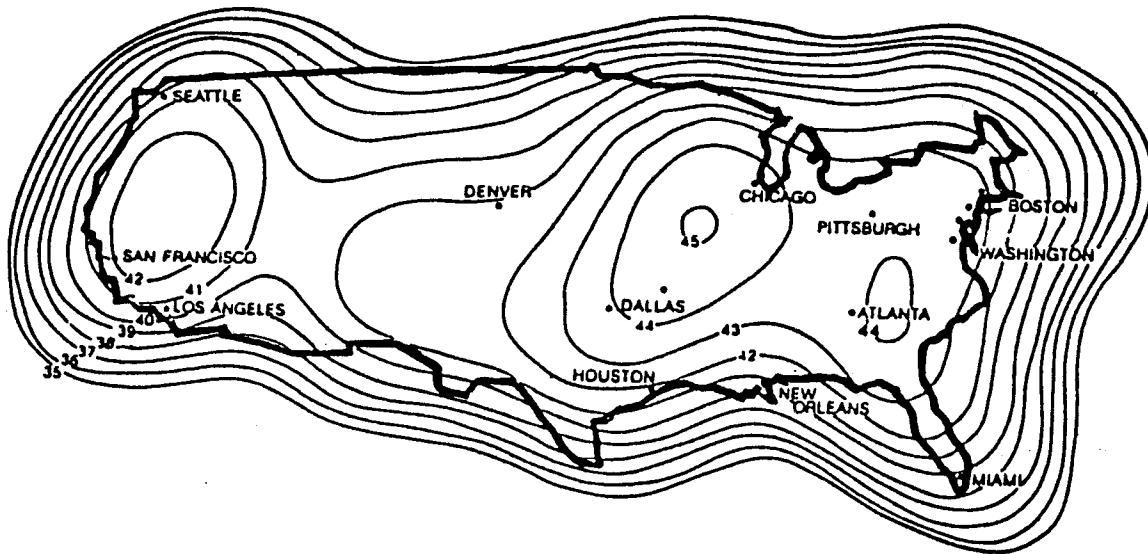 SEATTLE
DENVER
CHICAGO
BOSTON
PITTSBURGH
45
SAN FRANCISCO
WASHINGTON
42
41
LOS ANGELES
DALLAS
ATLANTA
40
44
44
39
43
38
37
42
36
35
HOUSTON
NEW
ORLEANS
MIAMI